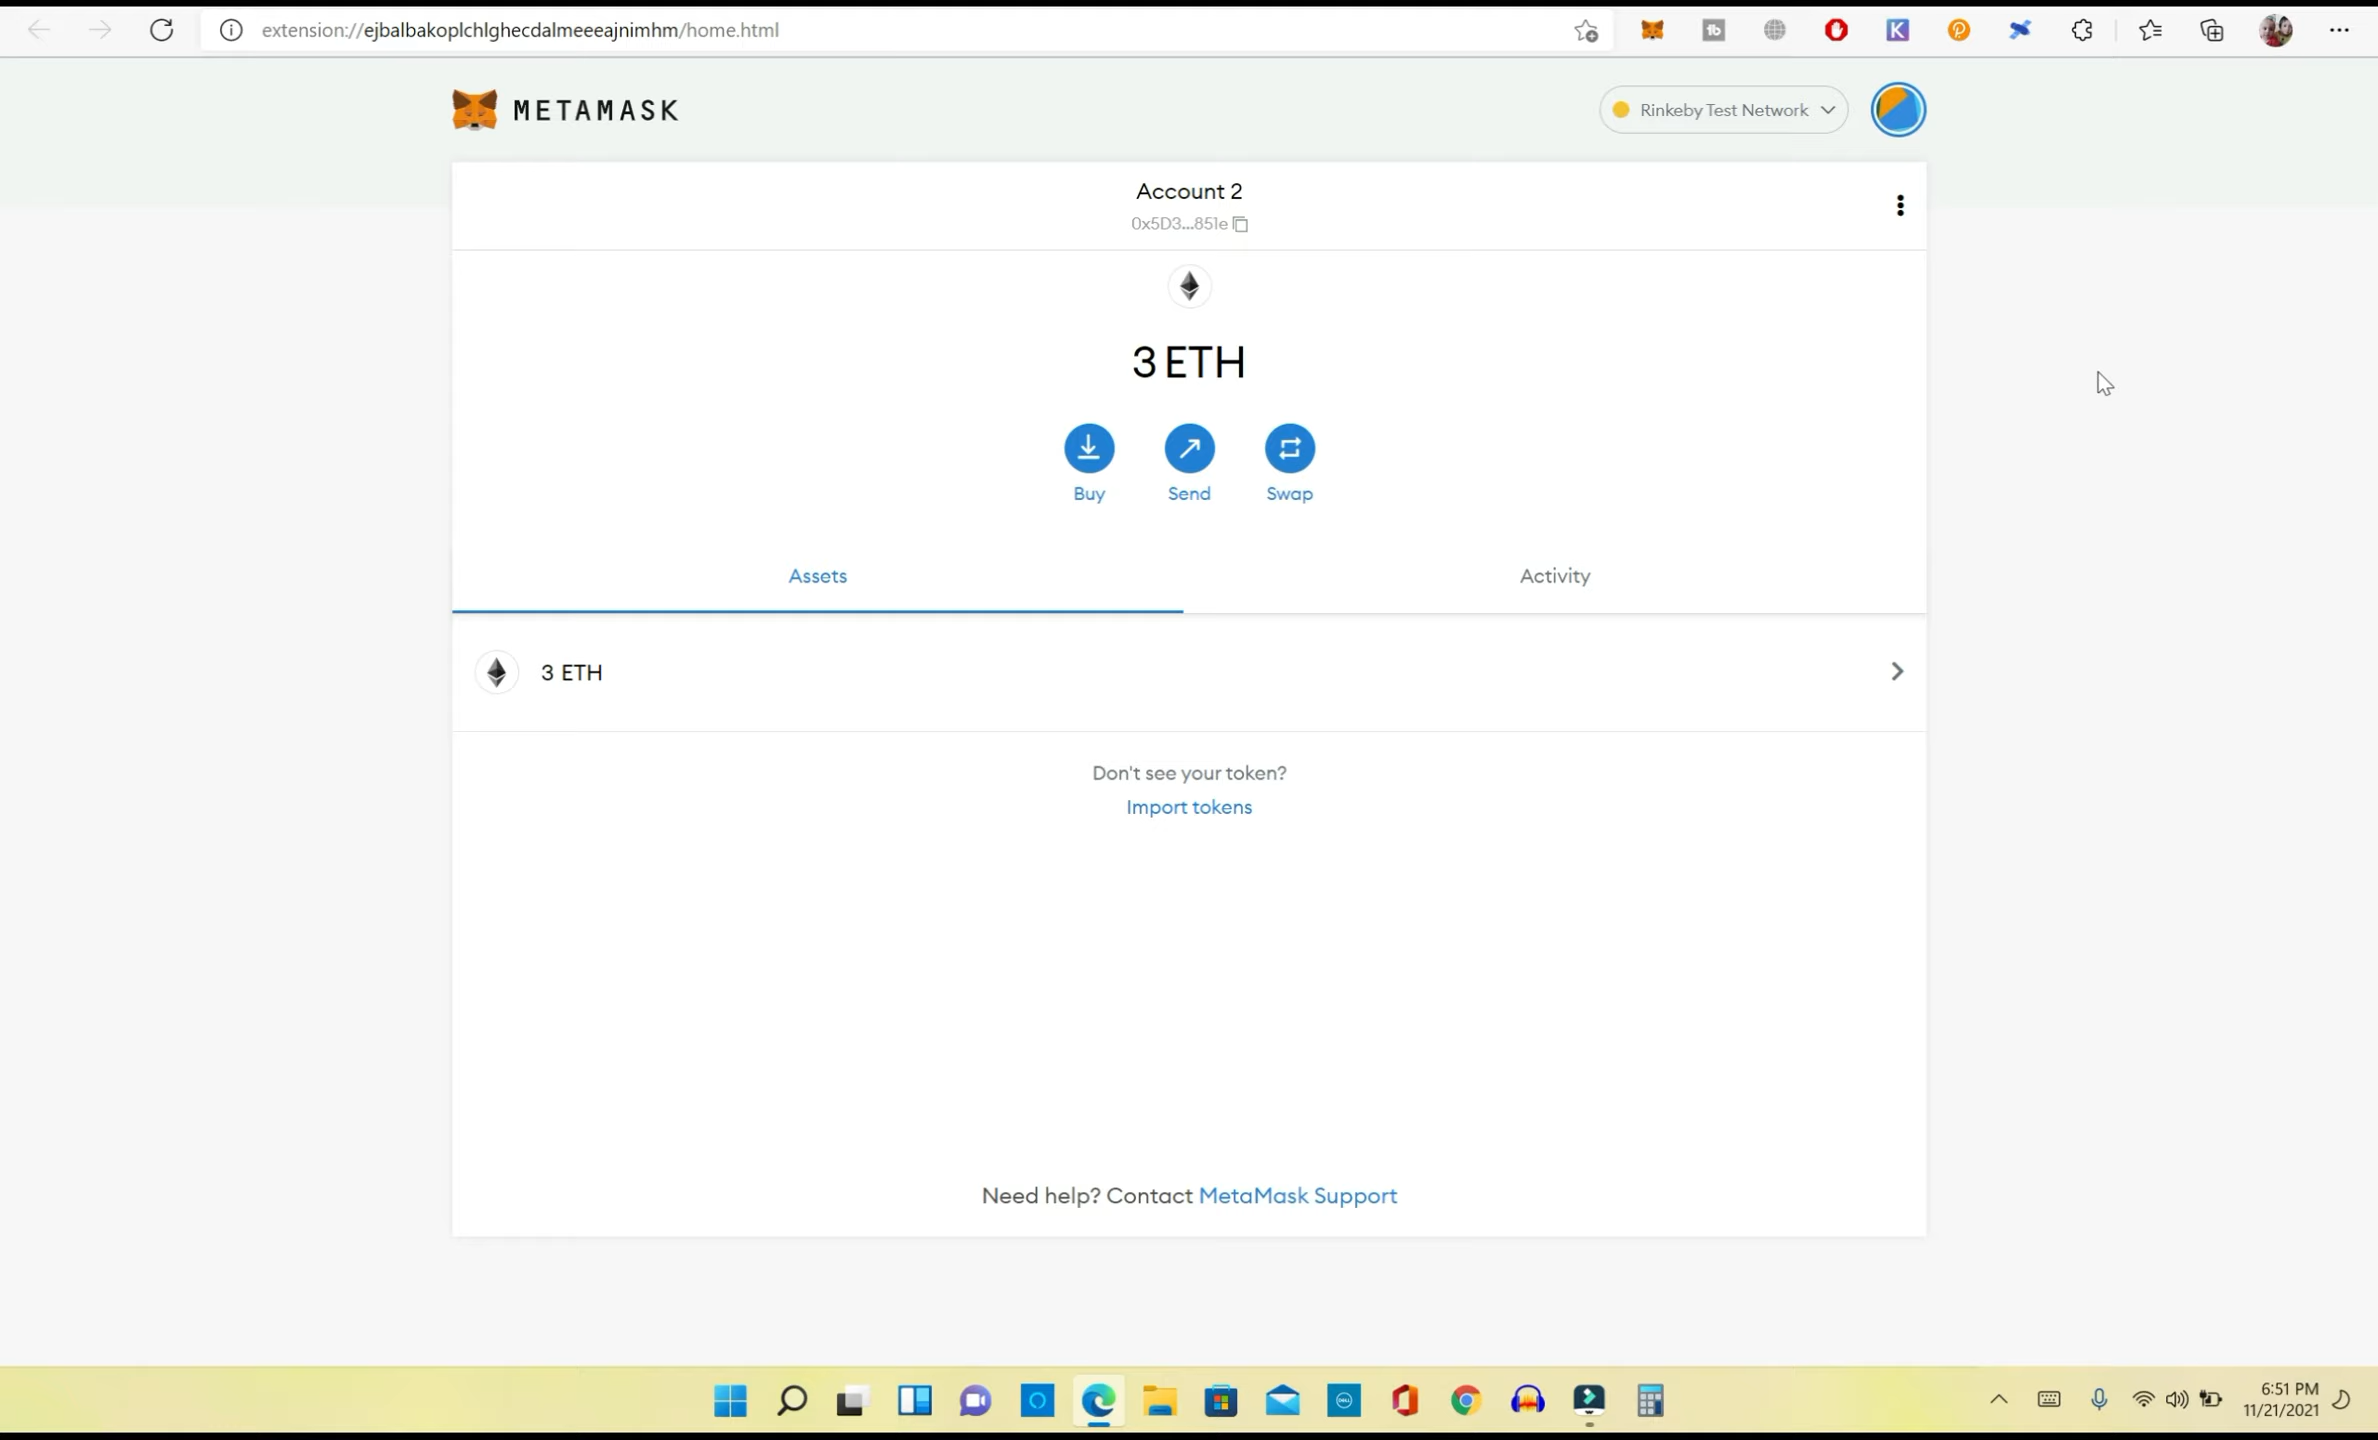 extension://ejbalbakoplchlghecdalmeeeajnimhm/home.html
METAMASK
Rinkeby Test Network
Account 2
0x5D3...851e
3 ETH
Buy
Send
Swap
Assets
Activity
3 ETH
Don't see your token?
Import tokens
Need help? Contact MetaMask Support
6:51 PM
11/21/2021